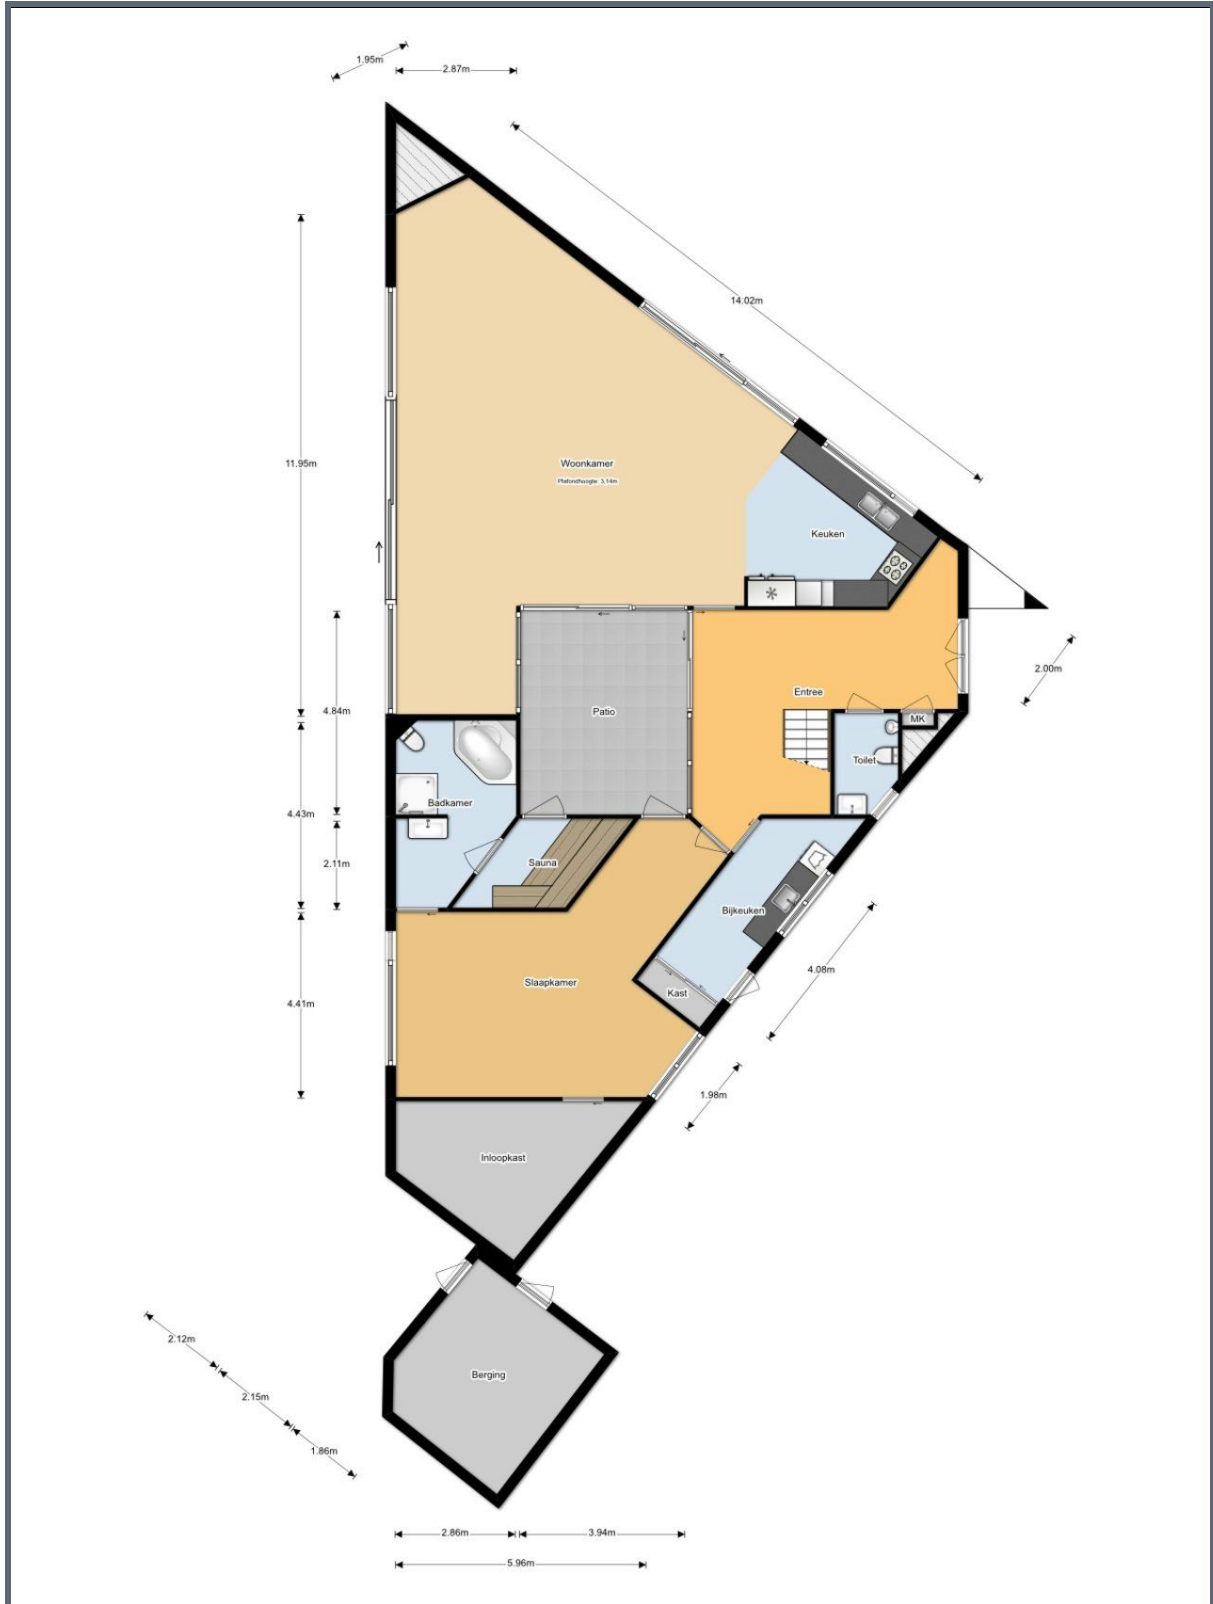 1.95m
2.87m
14.02m
11.95m
Woonkamer
Plafondhoogte: 3,14m
Keuken
2.00m
Entree
4.84m
Patio
MK
Toilet
Badkamer
4.43m
2.11m
Sauna
Bijkeuken
4.08m
Slaapkamer
Kast
4.41m
1.98m
Inloopkast
2.12m
Berging
2.15m
1.86m
2.86m
3.94m
5.96m